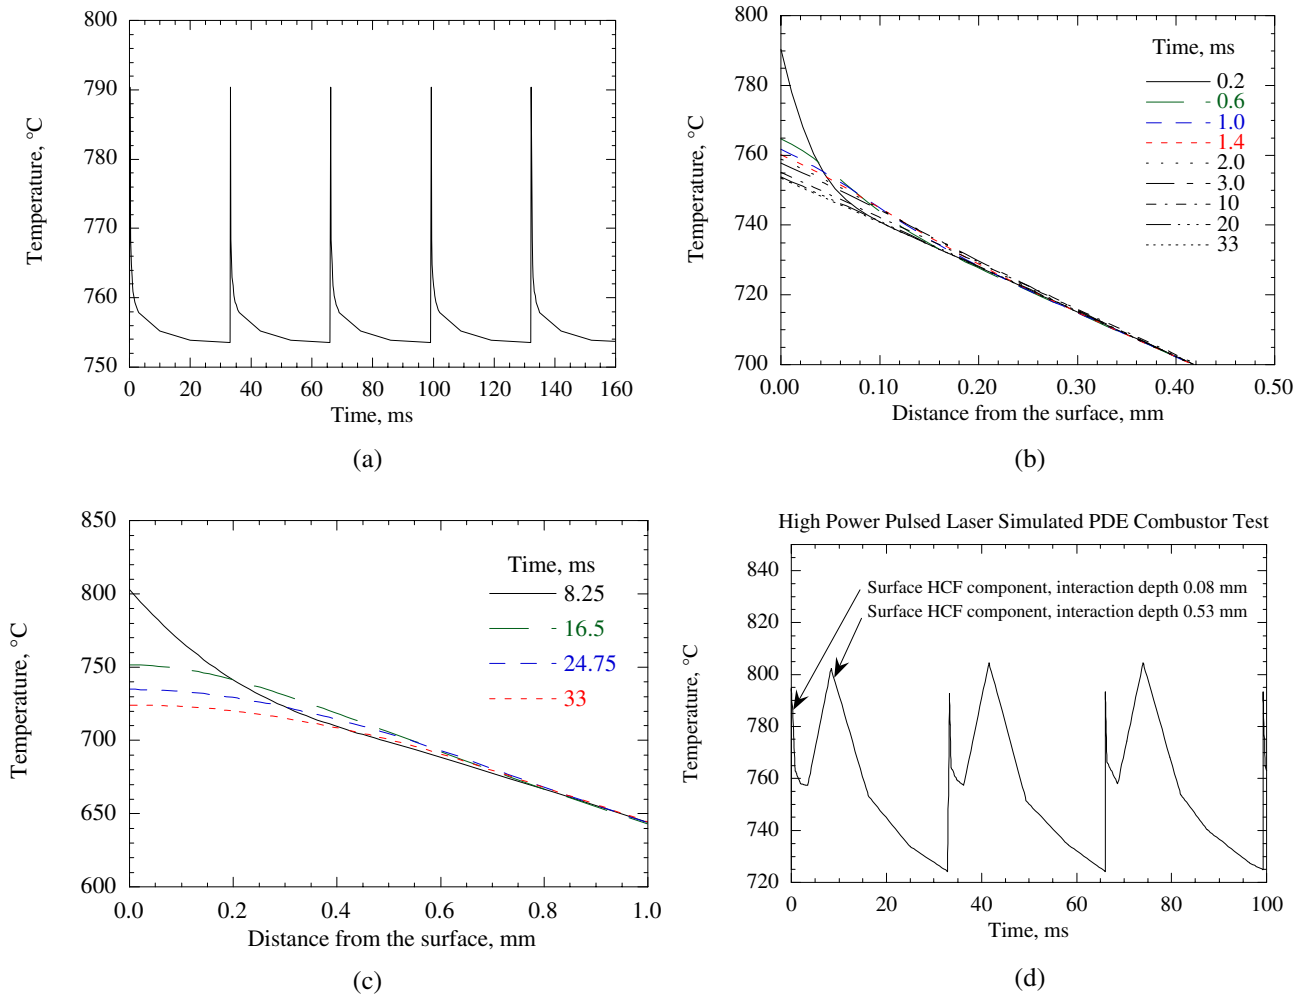 800
790
780
770
760
750
Temperature, °C
0 20 40 60 80 100 120 140 160
Time, ms
(a)
800
780
760
740
720
700
Temperature, °C
Time, ms
0.2
0.6
1.0
1.4
2.0
3.0
10
20
33
0.00 0.10 0.20 0.30 0.40 0.50
Distance from the surface, mm
(b)
850
800
750
700
650
600
Temperature, °C
Time, ms
8.25
16.5
24.75
33
0.0 0.2 0.4 0.6 0.8 1.0
Distance from the surface, mm
(c)
High Power Pulsed Laser Simulated PDE Combustor Test
840
820
800
780
760
740
720
Temperature, °C
Surface HCF component, interaction depth 0.08 mm
Surface HCF component, interaction depth 0.53 mm
0 20 40 60 80 100
Time, ms
(d)